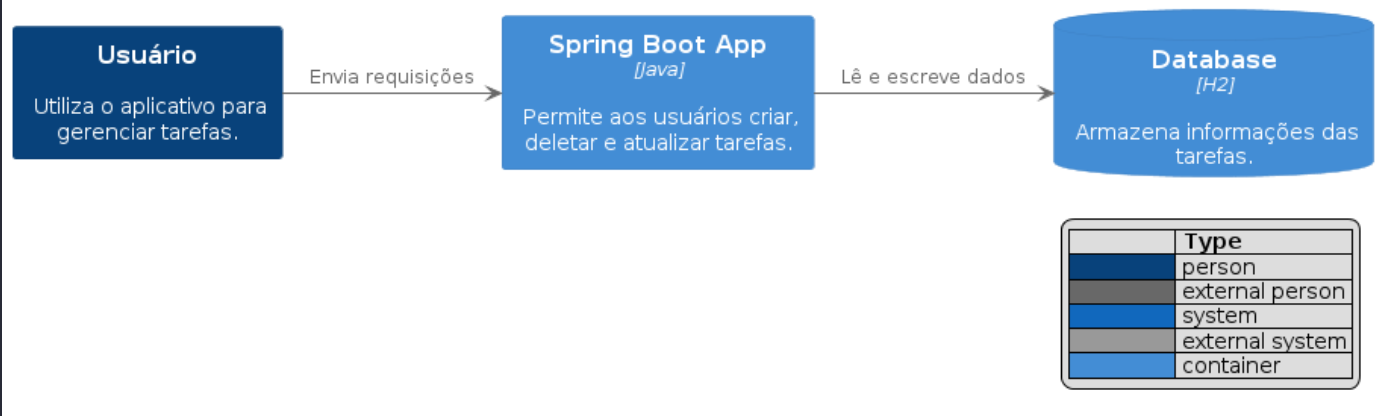 Usuário
Utiliza o aplicativo para
gerenciar tarefas.
Envia requisições
Spring Boot App
[Java]
Permite aos usuários criar,
deletar e atualizar tarefas.
Lê e escreve dados
Database
[H2]
Armazena informações das
tarefas.
Type
person
external person
system
external system
container